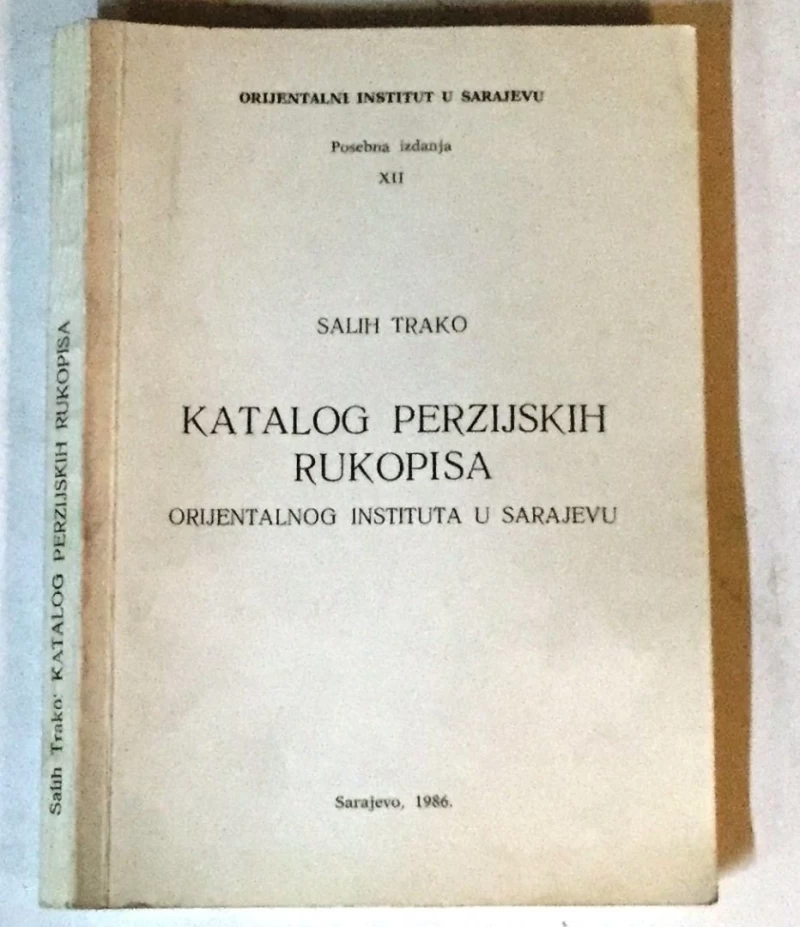 ORIJENTALNI INSTITUT U SARAJEVU
Posebna izdanja
XII
SALIH TRAKO
KATALOG PERZIJSKIH
RUKOPISA
ORIJENTALNOG INSTITUTA U SARAJEVU
Sarajevo, 1986.
Salih Trako: KATALOG PERZIJSKIH RUKOPISA